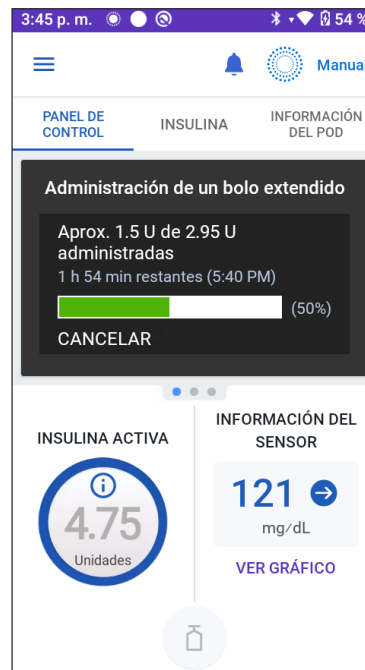 3:45 p. m. 54 %
Manual
PANEL DE
CONTROL
INSULINA
INFORMACIÓN
DEL POD
Administración de un bolo extendido
Aprox. 1.5 U de 2.95 U
administradas
1 h 54 min restantes (5:40 PM)
(50%)
CANCELAR
INSULINA ACTIVA
4.75
Unidades
INFORMACIÓN DEL
SENSOR
121
mg/dL
VER GRÁFICO